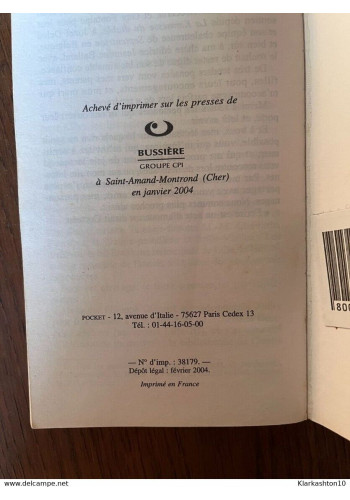 Achevé d'imprimer sur les presses de
BUSSIÈRE
GROUPE CPI
à Saint-Amand-Montrond (Cher)
en janvier 2004
POCKET - 12, avenue d'Italie - 75627 Paris Cedex 13
Tél. : 01-44-16-05-00
— N° d'imp. : 38179. —
Dépôt légal : février 2004.
Imprimé en France
www.delcampe.net
Klarkashton10